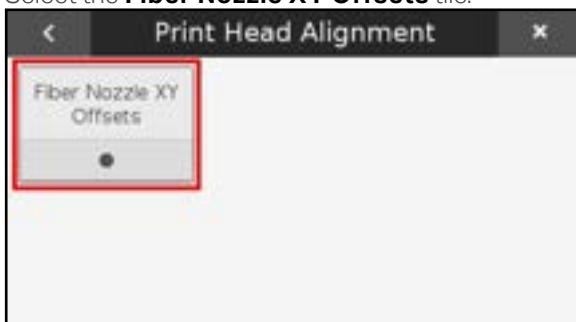 Select the Fiber Nozzle XY Offsets tile.
< Print Head Alignment ×
Fiber Nozzle XY
Offsets